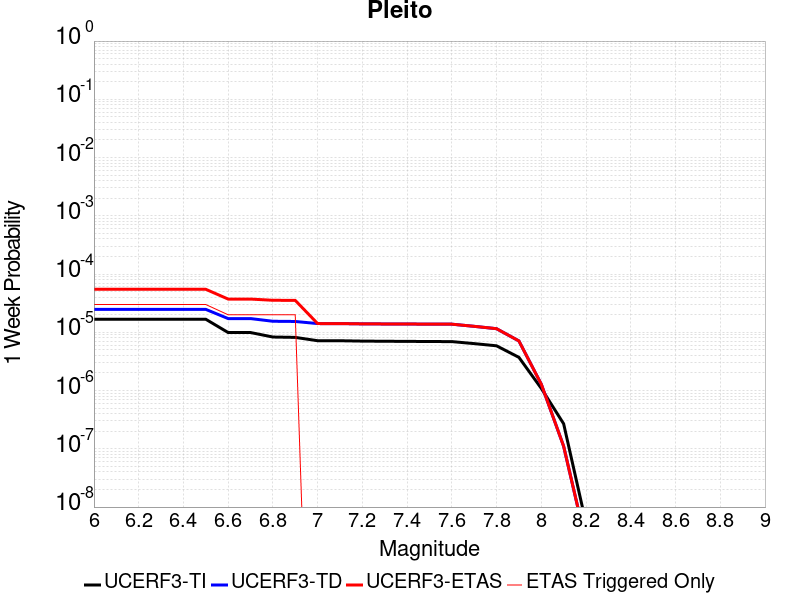 Pleito
1 Week Probability
10^0
10^-1
10^-2
10^-3
10^-4
10^-5
10^-6
10^-7
10^-8
6 6.2 6.4 6.6 6.8 7 7.2 7.4 7.6 7.8 8 8.2 8.4 8.6 8.8 9
Magnitude
UCERF3-TI UCERF3-TD UCERF3-ETAS ETAS Triggered Only